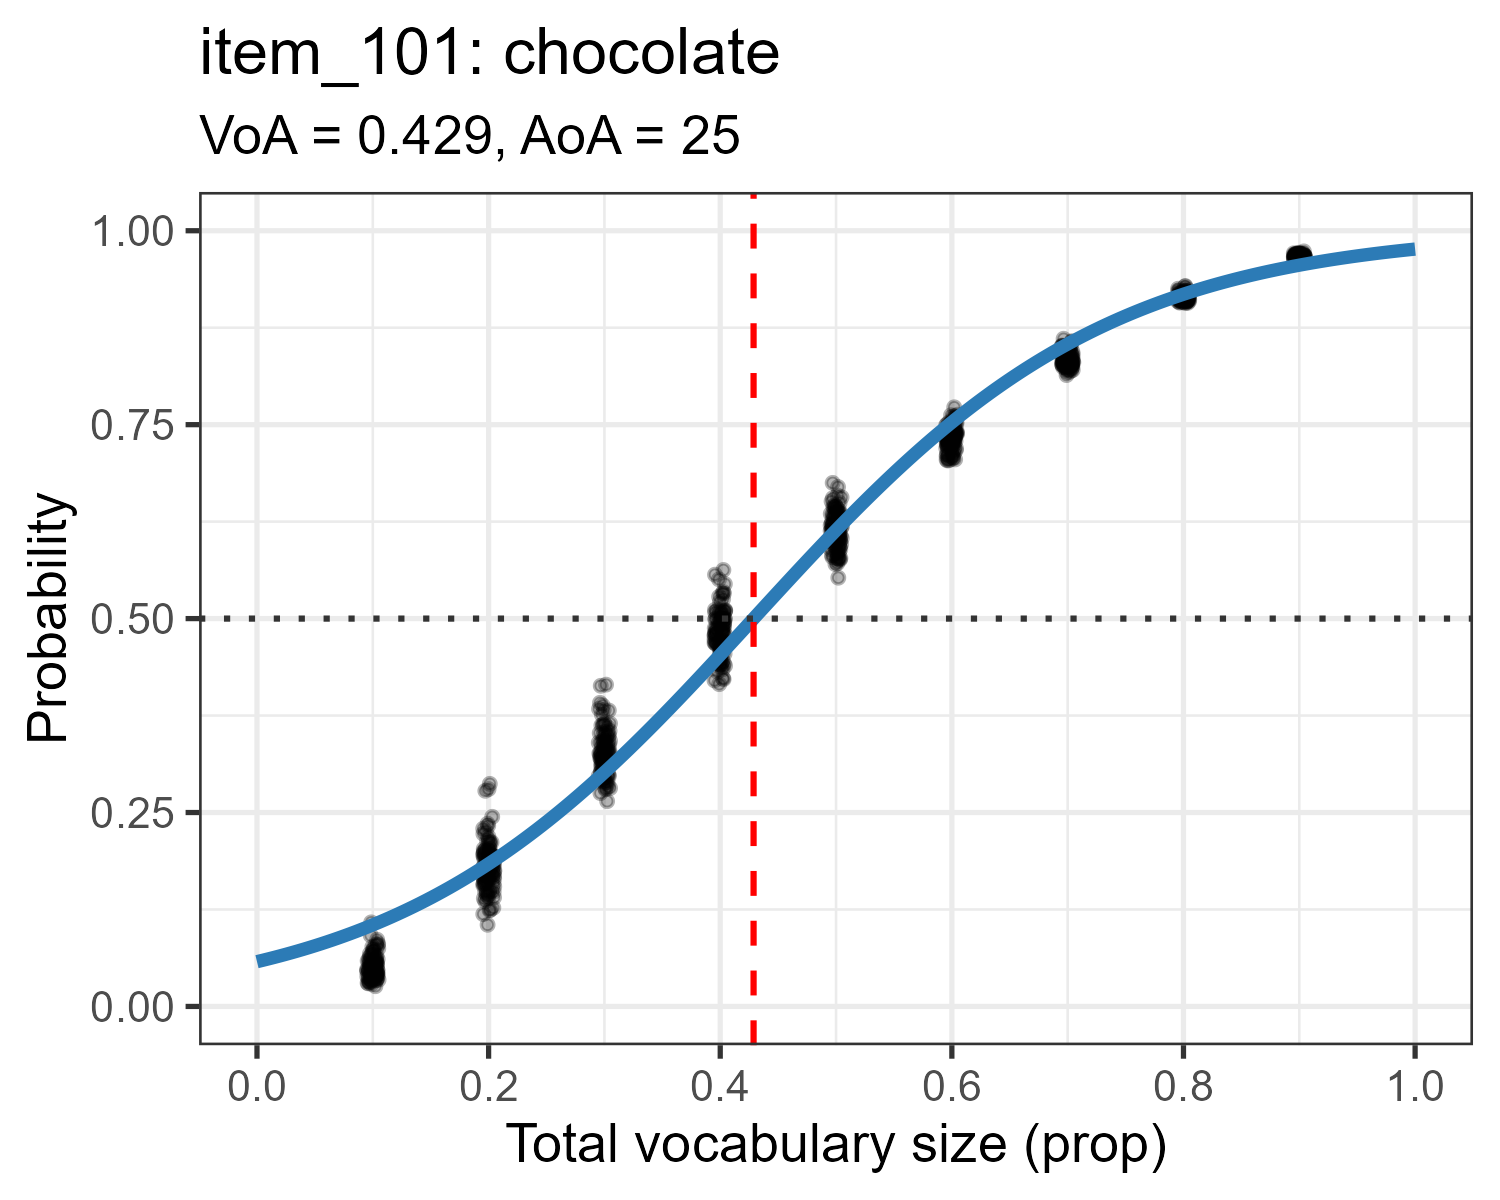 item_101: chocolate
VoA = 0.429, AoA = 25
1.00
0.75
0.50
0.25
0.00
Probability
0.0 0.2 0.4 0.6 0.8 1.0
Total vocabulary size (prop)